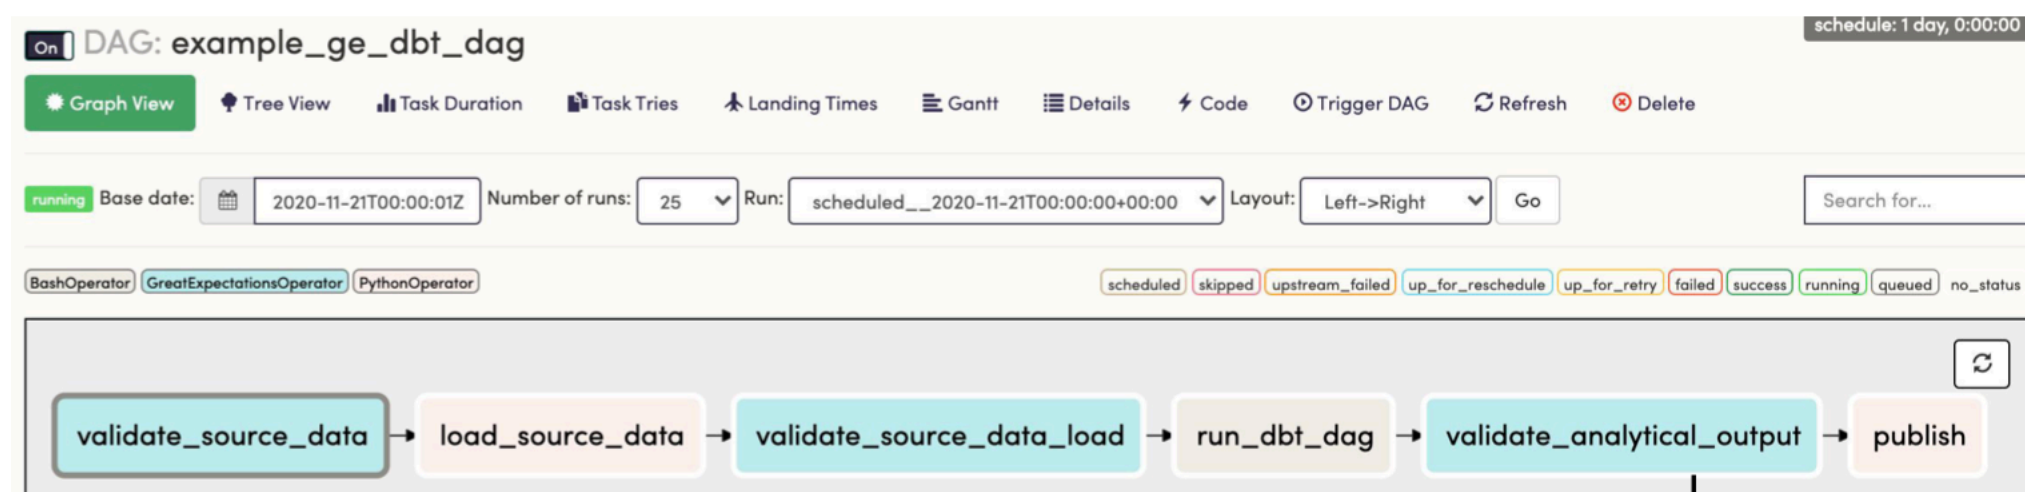 schedule: 1 day, 0:00:00
On DAG: example_ge_dbt_dag
Graph View Tree View Task Duration Task Tries Landing Times Gantt Details Code Trigger DAG Refresh Delete
running Base date: 2020-11-21T00:00:01Z Number of runs: 25 Run: scheduled__2020-11-21T00:00:00+00:00 Layout: Left->Right Go Search for...
BashOperator GreatExpectationsOperator PythonOperator scheduled skipped upstream_failed up_for_reschedule up_for_retry failed success running queued no_status
validate_source_data load_source_data validate_source_data_load run_dbt_dag validate_analytical_output publish